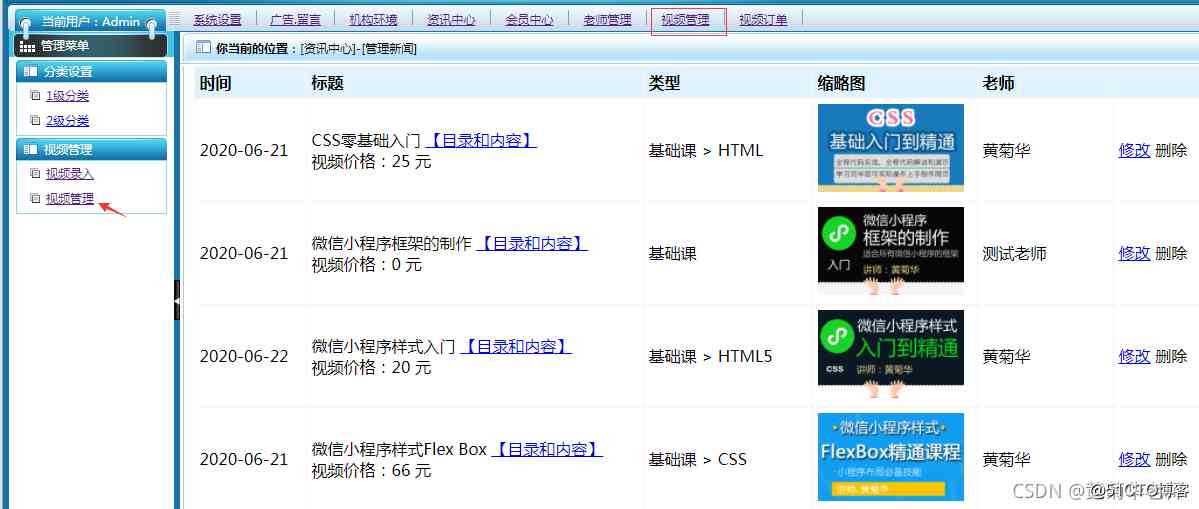 当前用户：Admin
系统设置 广告.留言 机构环境 资讯中心 会员中心 老师管理 视频管理 视频订单
管理菜单
分类设置
1级分类
2级分类
视频管理
视频录入
视频管理
你当前的位置：[资讯中心]-[管理新闻]
时间 标题 类型 缩略图 老师
2020-06-21
CSS零基础入门 【目录和内容】
视频价格：25 元
基础课 > HTML
CSS
基础入门到精通
黄菊华
修改 删除
2020-06-21
微信小程序框架的制作 【目录和内容】
视频价格：0 元
基础课
微信小程序
框架的制作
适合所有微信小程序的框架
入门
讲师：黄菊华
测试老师
修改 删除
2020-06-22
微信小程序样式入门 【目录和内容】
视频价格：20 元
基础课 > HTML5
微信小程序样式
入门到精通
CSS
讲师：黄菊华
黄菊华
修改 删除
2020-06-21
微信小程序样式Flex Box 【目录和内容】
视频价格：66 元
基础课 > CSS
微信小程序样式
FlexBox精通课程
小程序布局必备技能
讲师: 黄菊华
黄菊华
修改 删除
CSDN @
@51CTO博客